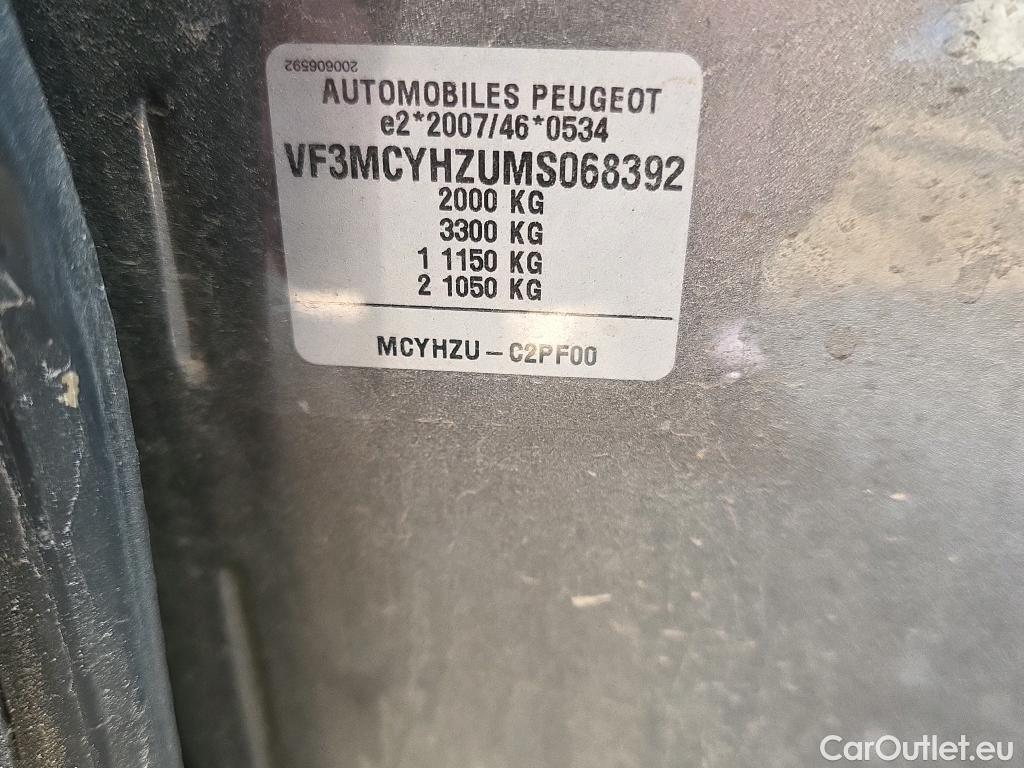 200606592
AUTOMOBILES PEUGEOT
e2*2007/46*0534
VF3MCYHZUMS068392
2000 KG
3300 KG
1 1150 KG
2 1050 KG
MCYHZU – C2PF00
CarOutlet.eu